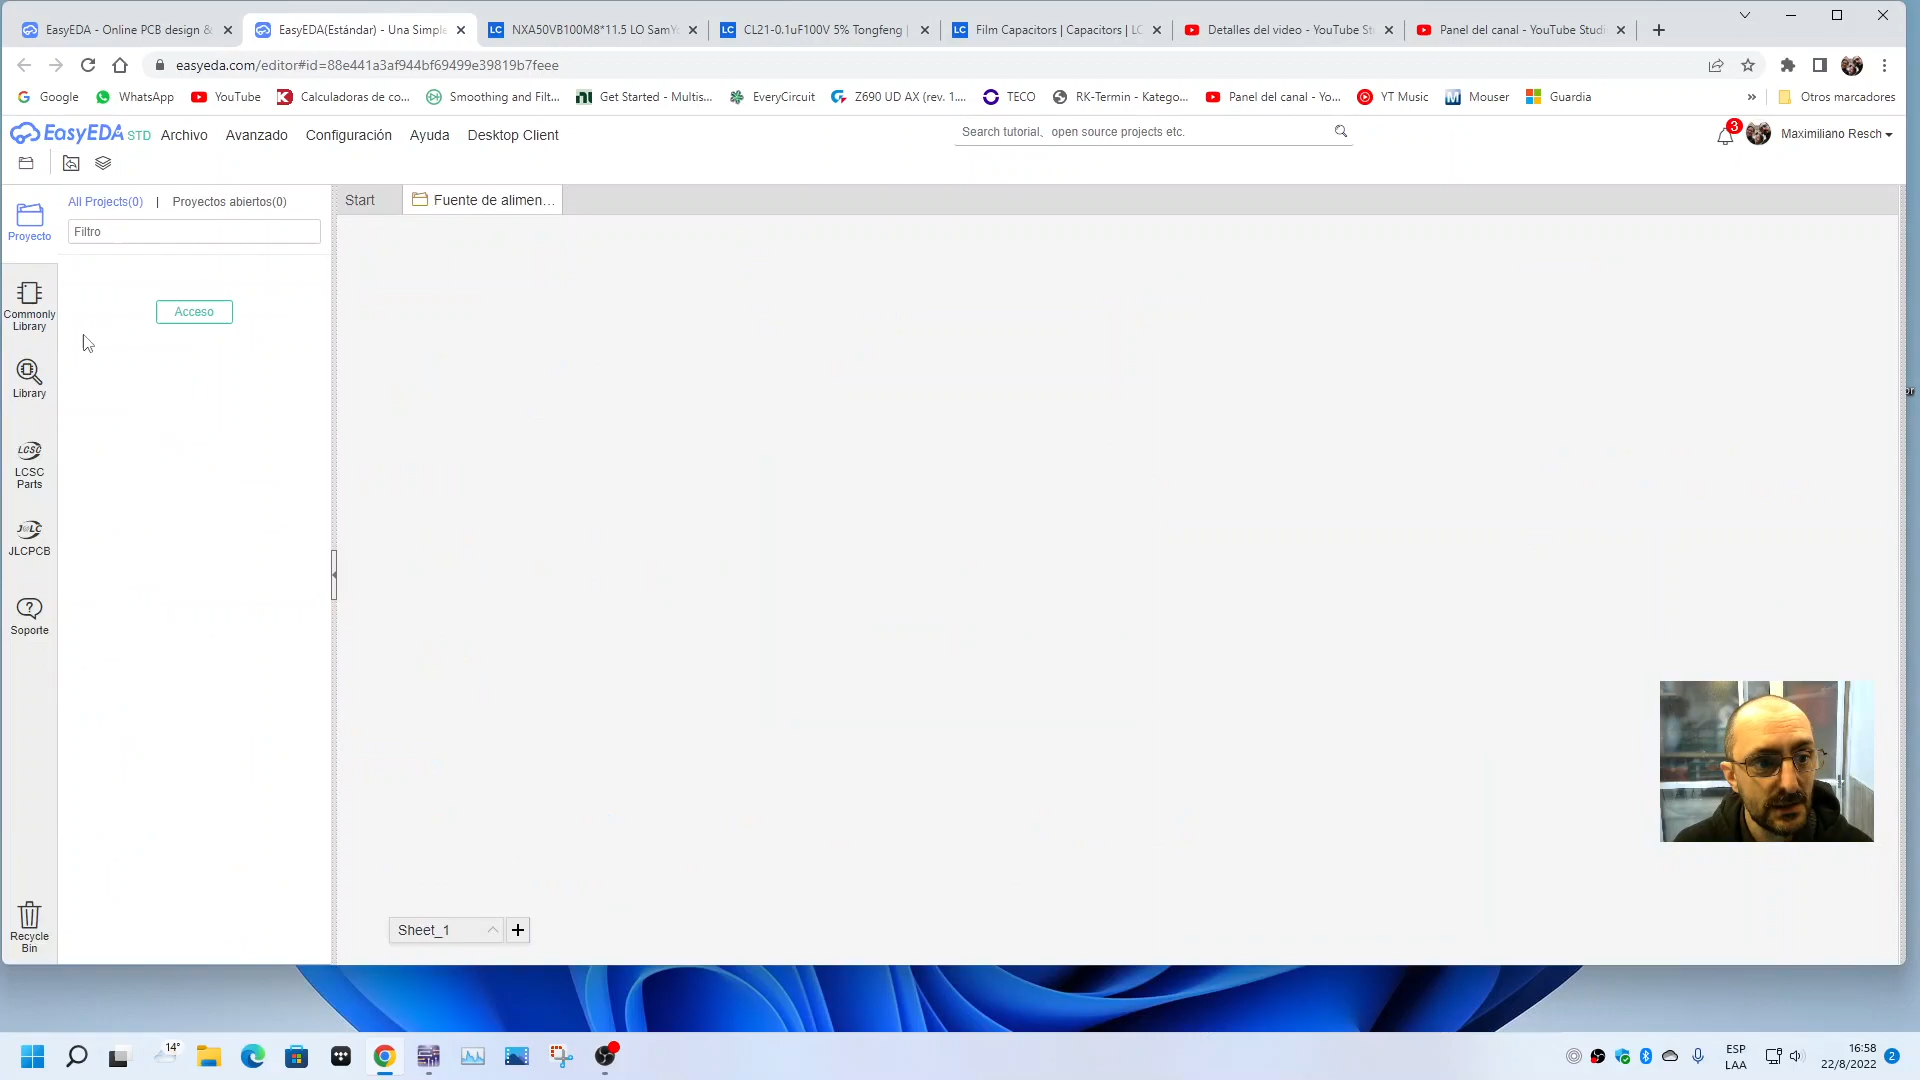 EasyEDA - Online PCB design &
EasyEDA(Estándar) - Una Simple
LC NXA50VB100M8*11.5 LO SamY
LC CL21-0.1uF100V 5% Tongfeng |
LC Film Capacitors | Capacitors | LC
Detalles del video - YouTube St
Panel del canal - YouTube Studi
easyeda.com/editor#id=88e441a3af944bf69499e39819b7feee
Google
WhatsApp
YouTube
Calculadoras de co...
Smoothing and Filt...
Get Started - Multis...
EveryCircuit
Z690 UD AX (rev. 1....
TECO
RK-Termin - Katego...
Panel del canal - Yo...
YT Music
Mouser
Guardia
»
Otros marcadores
EasyEDA STD
Archivo
Avanzado
Configuración
Ayuda
Desktop Client
Search tutorial、open source projects etc.
3
Maximiliano Resch
All Projects(0) | Proyectos abiertos(0)
Filtro
Acceso
Proyecto
Commonly
Library
Library
LCSC
LCSC
Parts
JLCPCB
Soporte
Recycle
Bin
Start
Fuente de alimen...
Sheet_1
14°
ESP
LAA
16:58
22/8/2022
2